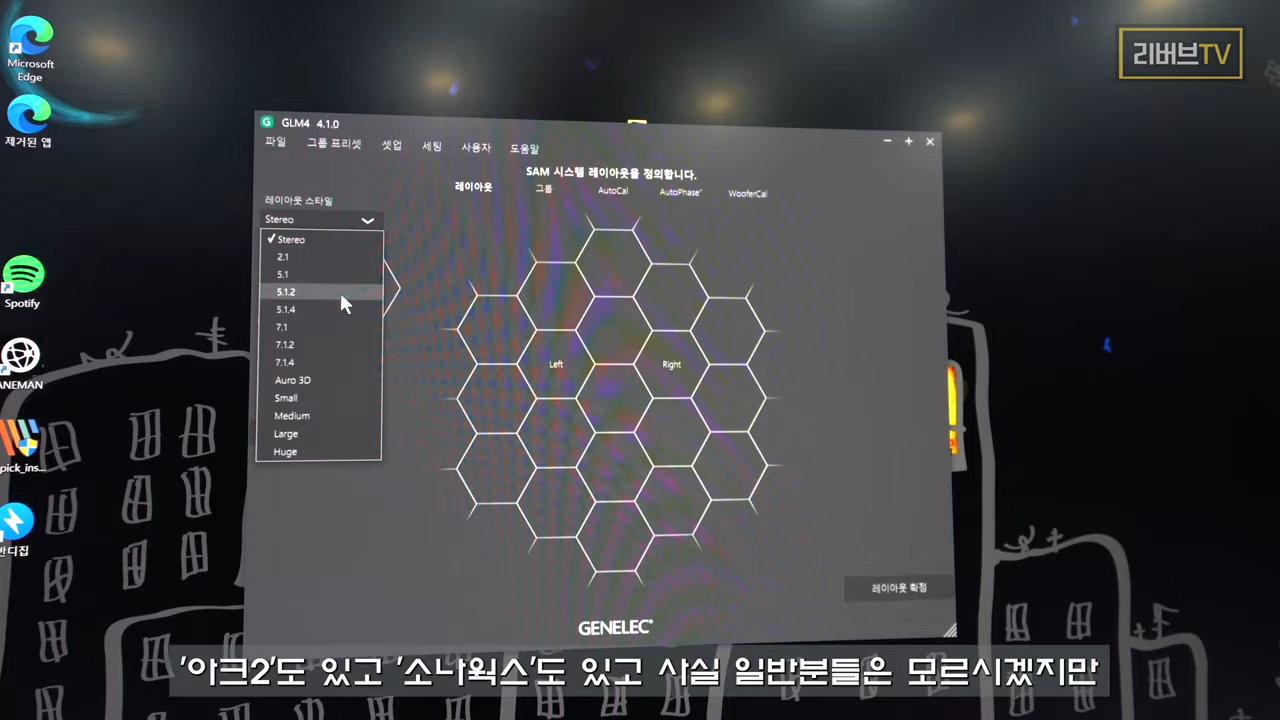 Microsoft
Edge
제거된 앱
Spotify
ANEMAN
pick_ins...
반디집
리버브TV
GLM4 4.1.0
파일 그룹 프리셋 셋업 세팅 사용자 도움말
SAM 시스템 레이아웃을 정의합니다.
레이아웃 그룹 AutoCal AutoPhase WooferCal
레이아웃 스타일
Stereo
Stereo
2.1
5.1
5.1.2
5.1.4
7.1
7.1.2
7.1.4
Auro 3D
Small
Medium
Large
Huge
Left
Right
레이아웃 확정
GENELEC®
'아크2'도 있고 '소나웍스'도 있고 사실 일반분들은 모르시겠지만